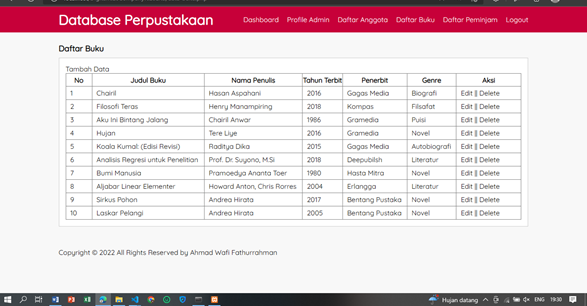 Database Perpustakaan
Dashboard Profile Admin Daftar Anggota Daftar Buku Daftar Peminjam Logout
Daftar Buku
Tambah Data
No Judul Buku Nama Penulis Tahun Terbit Penerbit Genre Aksi
1 Chairil Hasan Aspahani 2016 Gagas Media Biografi Edit || Delete
2 Filosofi Teras Henry Manampiring 2018 Kompas Filsafat Edit || Delete
3 Aku Ini Bintang Jalang Chairil Anwar 1986 Gramedia Puisi Edit || Delete
4 Hujan Tere Liye 2016 Gramedia Novel Edit || Delete
5 Koala Kumal: (Edisi Revisi) Raditya Dika 2015 Gagas Media Autobiografi Edit || Delete
6 Analisis Regresi untuk Penelitian Prof. Dr. Suyono, M.Si 2018 Deepubilsh Literatur Edit || Delete
7 Bumi Manusia Pramoedya Ananta Toer 1980 Hasta Mitra Novel Edit || Delete
8 Aljabar Linear Elementer Howard Anton, Chris Rorres 2004 Erlangga Literatur Edit || Delete
9 Sirkus Pohon Andrea Hirata 2017 Bentang Pustaka Novel Edit || Delete
10 Laskar Pelangi Andrea Hirata 2005 Bentang Pustaka Novel Edit || Delete
Copyright © 2022 All Rights Reserved by Ahmad Wafi Fathurrahman
Hujan datang ENG 19:30